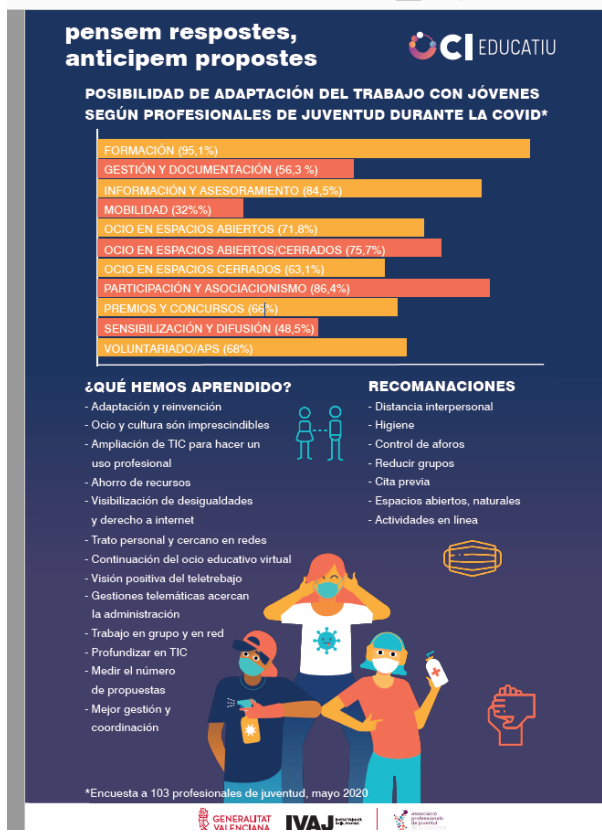 pensem respostes,
anticipem propostes
OCI EDUCATIU
POSIBILIDAD DE ADAPTACIÓN DEL TRABAJO CON JÓVENES
SEGÚN PROFESIONALES DE JUVENTUD DURANTE LA COVID*
FORMACIÓN (95,1%)
GESTIÓN Y DOCUMENTACIÓN (56,3 %)
INFORMACIÓN Y ASESORAMIENTO (84,5%)
MOBILIDAD (32%%)
OCIO EN ESPACIOS ABIERTOS (71,8%)
OCIO EN ESPACIOS ABIERTOS/CERRADOS (75,7%)
OCIO EN ESPACIOS CERRADOS (63,1%)
PARTICIPACIÓN Y ASOCIACIONISMO (86,4%)
PREMIOS Y CONCURSOS (66%)
SENSIBILIZACIÓN Y DIFUSIÓN (48,5%)
VOLUNTARIADO/APS (68%)
¿QUÉ HEMOS APRENDIDO?
- Adaptación y reinvención
- Ocio y cultura són imprescindibles
- Ampliación de TIC para hacer un
uso profesional
- Ahorro de recursos
- Visibilización de desigualdades
y derecho a internet
- Trato personal y cercano en redes
- Continuación del ocio educativo virtual
- Visión positiva del teletrebajo
- Gestiones telemáticas acercan
la administración
- Trabajo en grupo y en red
- Profundizar en TIC
- Medir el número
de propuestas
- Mejor gestión y
coordinación
RECOMANACIONES
- Distancia interpersonal
- Higiene
- Control de aforos
- Reducir grupos
- Cita previa
- Espacios abiertos, naturales
- Actividades en línea
*Encuesta a 103 profesionales de juventud, mayo 2020
GENERALITAT
VALENCIANA
IVAJ
associació
professionals
de joventut